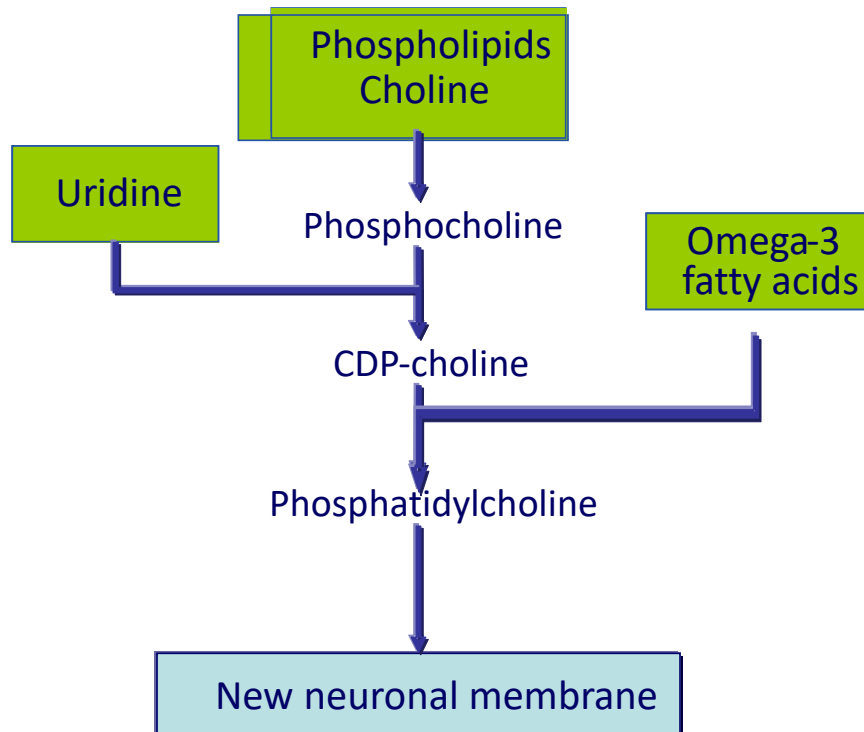 Phospholipids
Choline
Uridine
Phosphocholine
Omega-3
fatty acids
CDP-choline
Phosphatidylcholine
New neuronal membrane